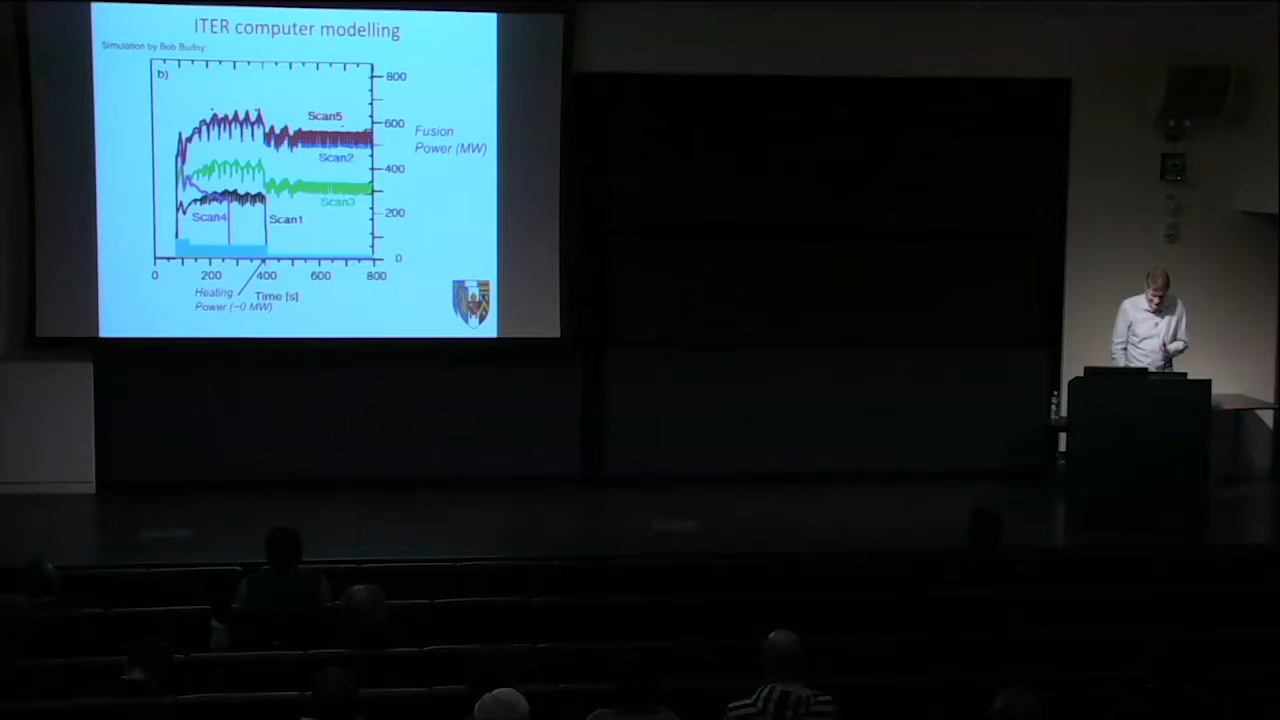 ITER computer modelling
Simulation by Bob Budny:
b)
800
Scan5
600
Fusion
Power (MW)
Scan2
400
Scan3
Scan4
Scan1
200
0
0
200
400
600
800
Heating
Power (~0 MW)
Time [s]